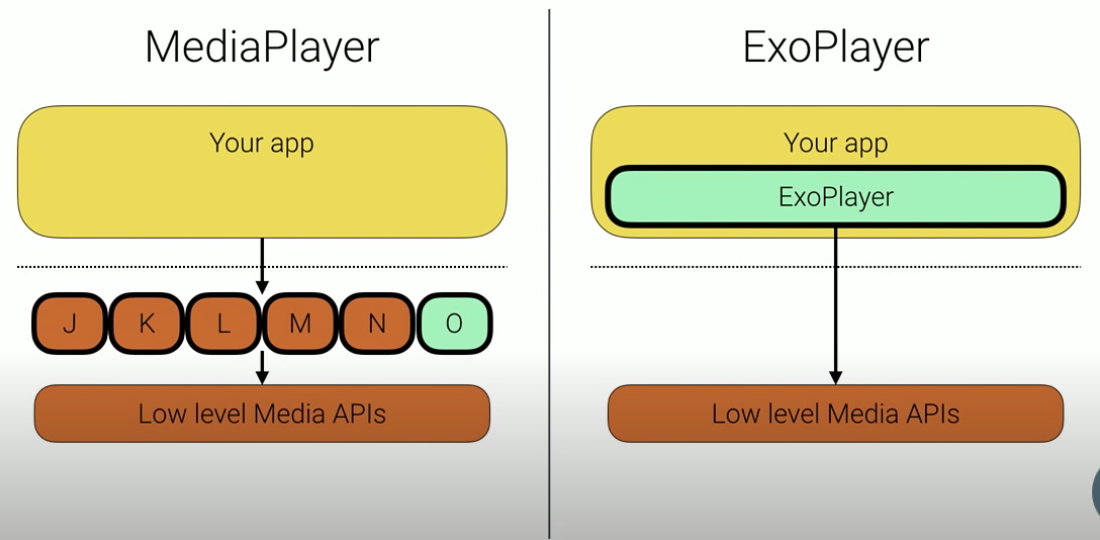 MediaPlayer
Your app
J K L M N O
Low level Media APIs
ExoPlayer
Your app
ExoPlayer
Low level Media APIs